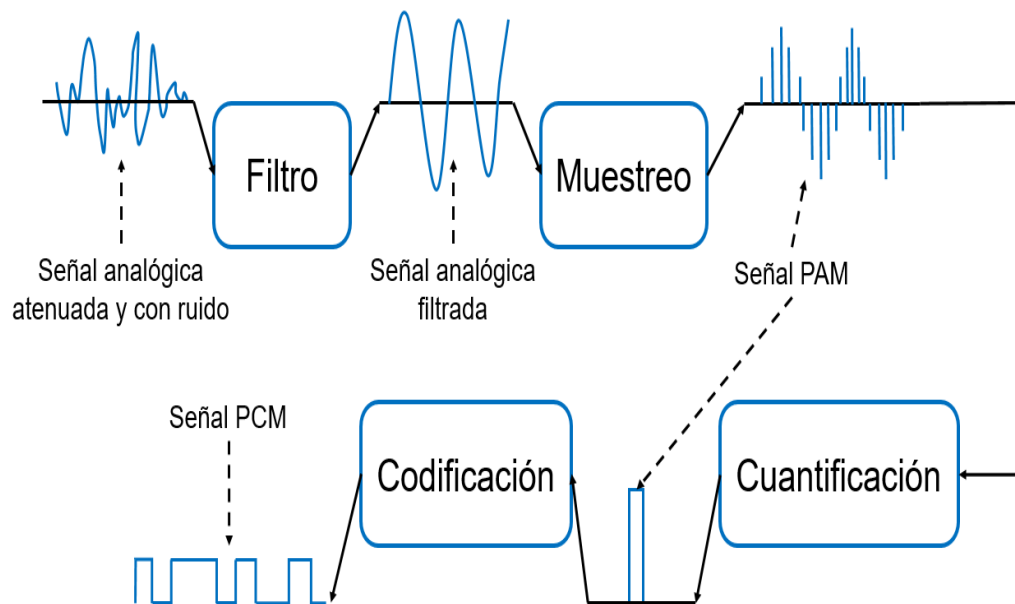 Filtro
Muestreo
Señal analógica
atenuada y con ruido
Señal analógica
filtrada
Señal PAM
Señal PCM
Codificación
Cuantificación